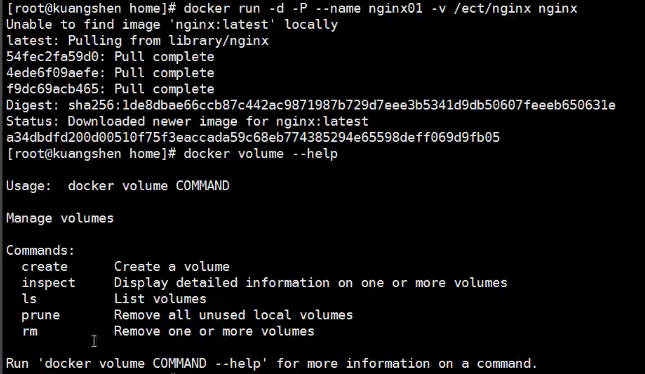 [root@kuangshen home]# docker run -d -P --name nginx01 -v /ect/nginx nginx
Unable to find image 'nginx:latest' locally
latest: Pulling from library/nginx
54fec2fa59d0: Pull complete
4ede6f09aefe: Pull complete
f9dc69acb465: Pull complete
Digest: sha256:1de8dbae66ccb87c442ac9871987b729d7eee3b5341d9db50607feeeb650631e
Status: Downloaded newer image for nginx:latest
a34dbdfd200d00510f75f3eaccada59c68eb774385294e65598deff069d9fb05
[root@kuangshen home]# docker volume --help
Usage:  docker volume COMMAND
Manage volumes
Commands:
  create      Create a volume
  inspect     Display detailed information on one or more volumes
  ls          List volumes
  prune       Remove all unused local volumes
  rm          Remove one or more volumes
Run 'docker volume COMMAND --help' for more information on a command.